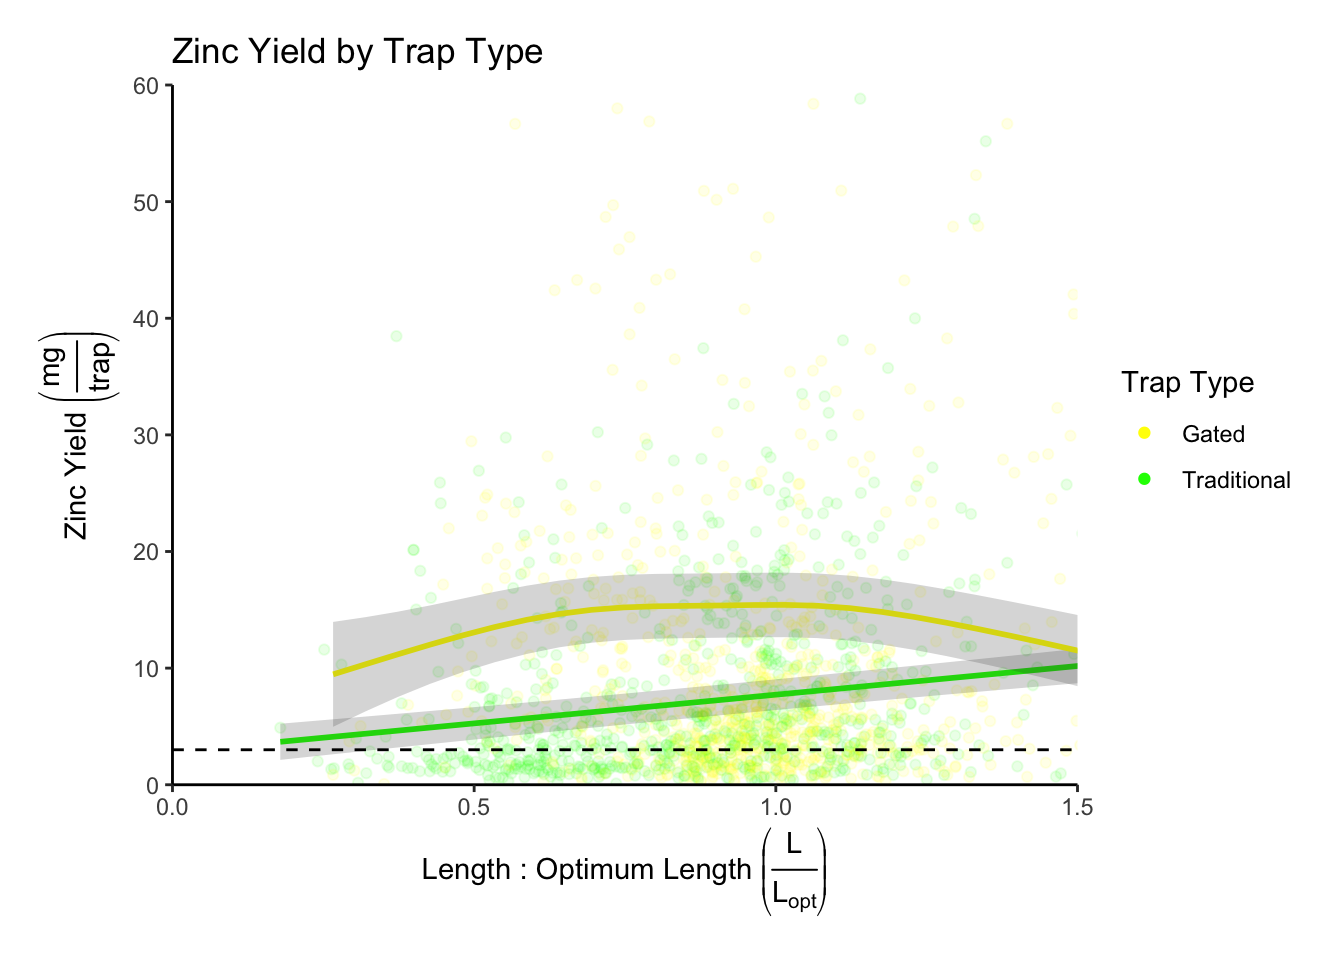 Zinc Yield by Trap Type
60
50
40
30
20
10
0
Zinc Yield (mg/trap)
0.0
0.5
1.0
1.5
Length : Optimum Length (L/Lopt)
Trap Type
Gated
Traditional